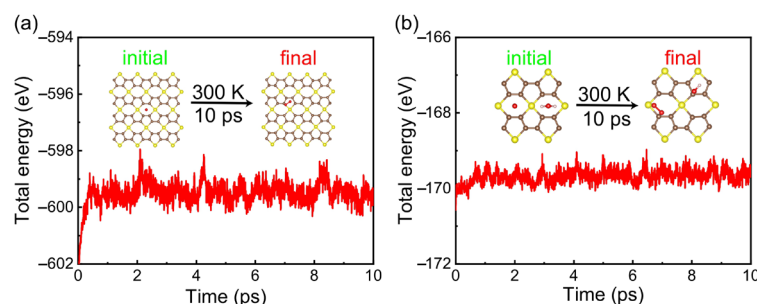 (a)
−594
−596
−598
−600
−602
Total energy (eV)
initial
300 K
10 ps
final
0
2
4
6
8
10
Time (ps)
(b)
−166
−168
−170
−172
Total energy (eV)
initial
300 K
10 ps
final
0
2
4
6
8
10
Time (ps)